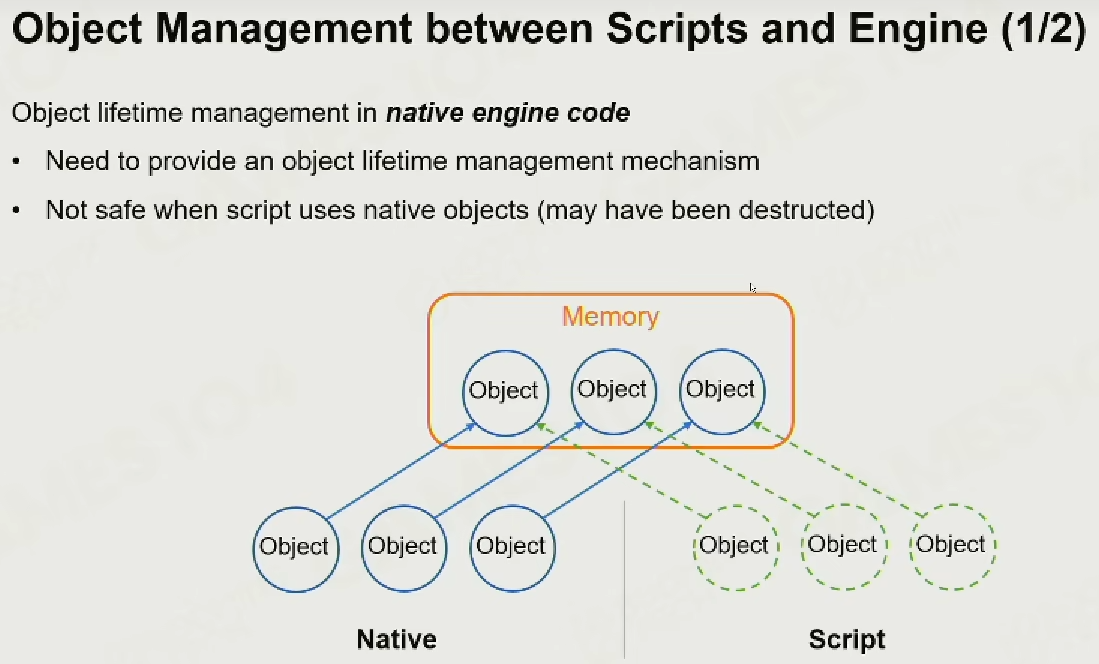 Object Management between Scripts and Engine (1/2)
Object lifetime management in native engine code
• Need to provide an object lifetime management mechanism
• Not safe when script uses native objects (may have been destructed)
Memory
Object Object Object
Object Object Object Object Object Object
Native Script